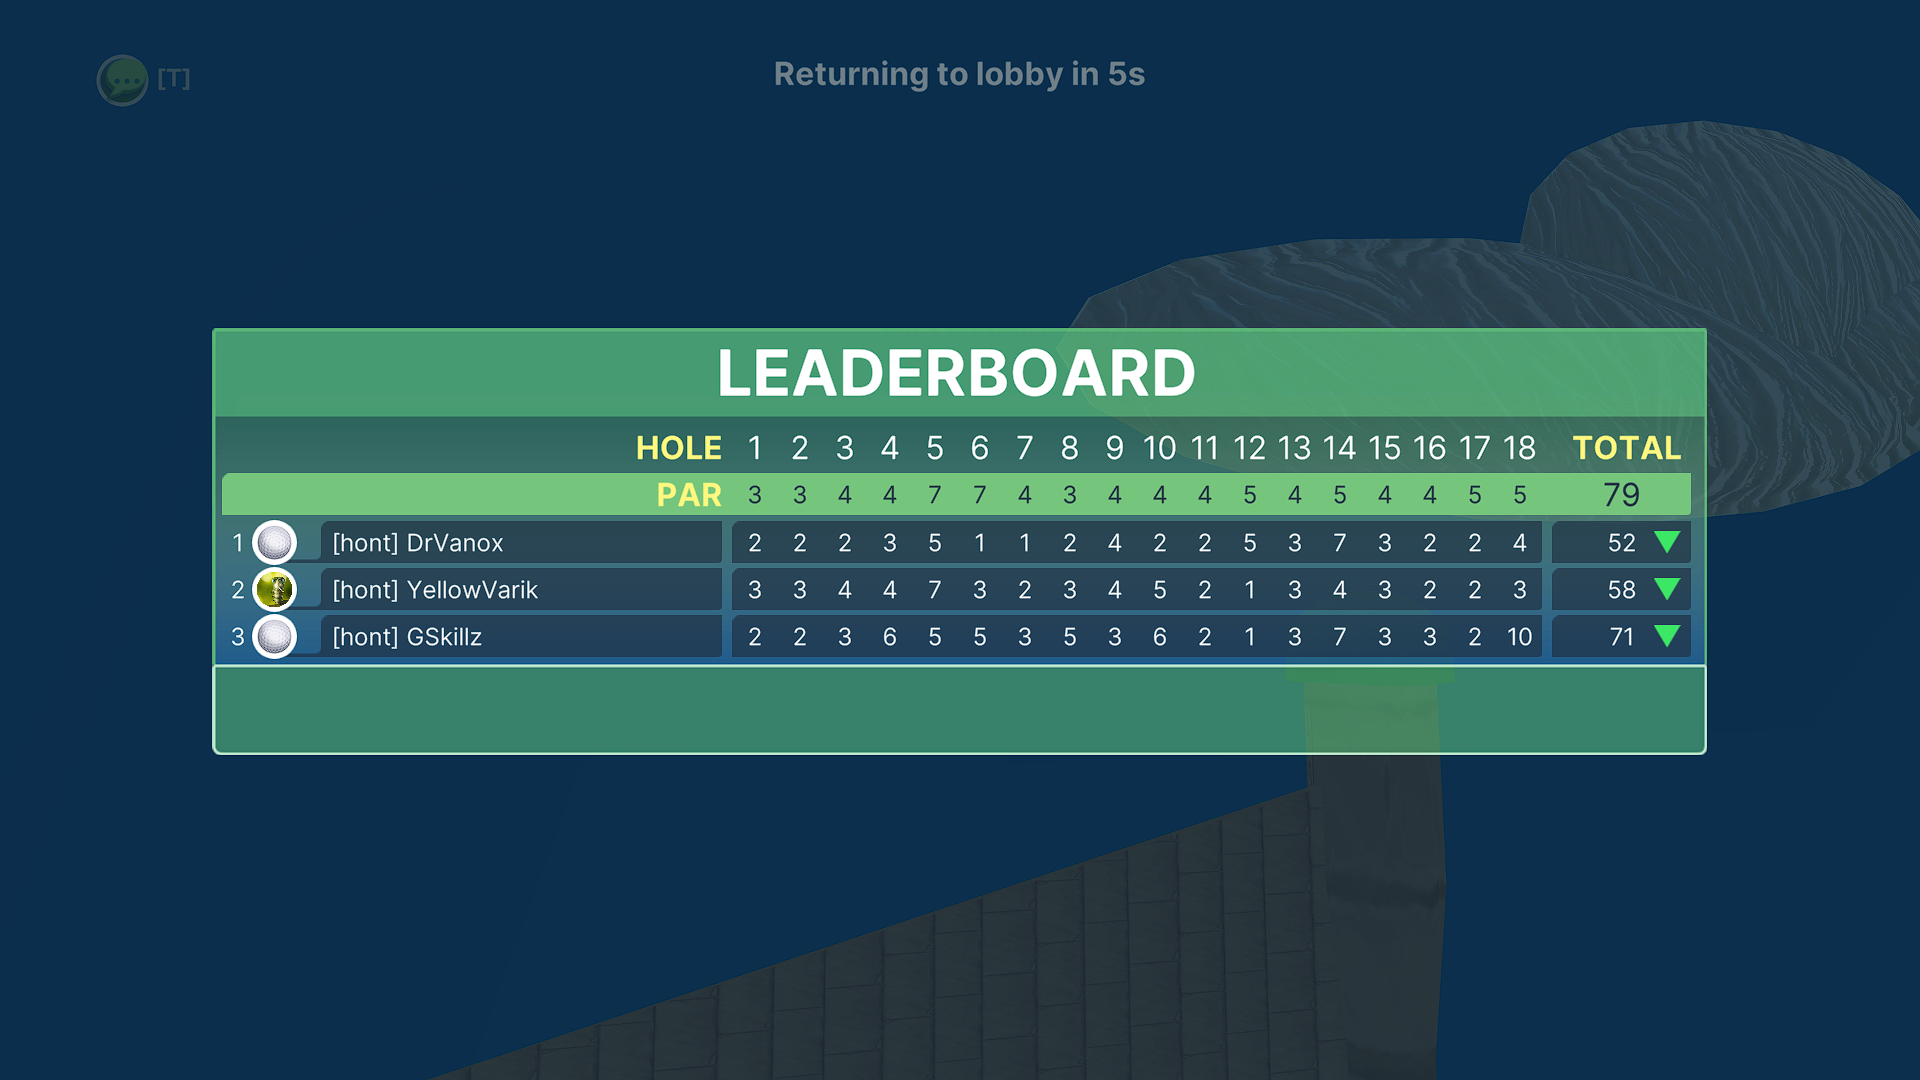 [T]
Returning to lobby in 5s
LEADERBOARD
HOLE 1 2 3 4 5 6 7 8 9 10 11 12 13 14 15 16 17 18 TOTAL
PAR 3 3 4 4 7 7 4 3 4 4 4 5 4 5 4 4 5 5 79
1 [hont] DrVanox 2 2 2 3 5 1 1 2 4 2 2 5 3 7 3 2 2 4 52
2 [hont] YellowVarik 3 3 4 4 7 3 2 3 4 5 2 1 3 4 3 2 2 3 58
3 [hont] GSkillz 2 2 3 6 5 5 3 5 3 6 2 1 3 7 3 3 2 10 71